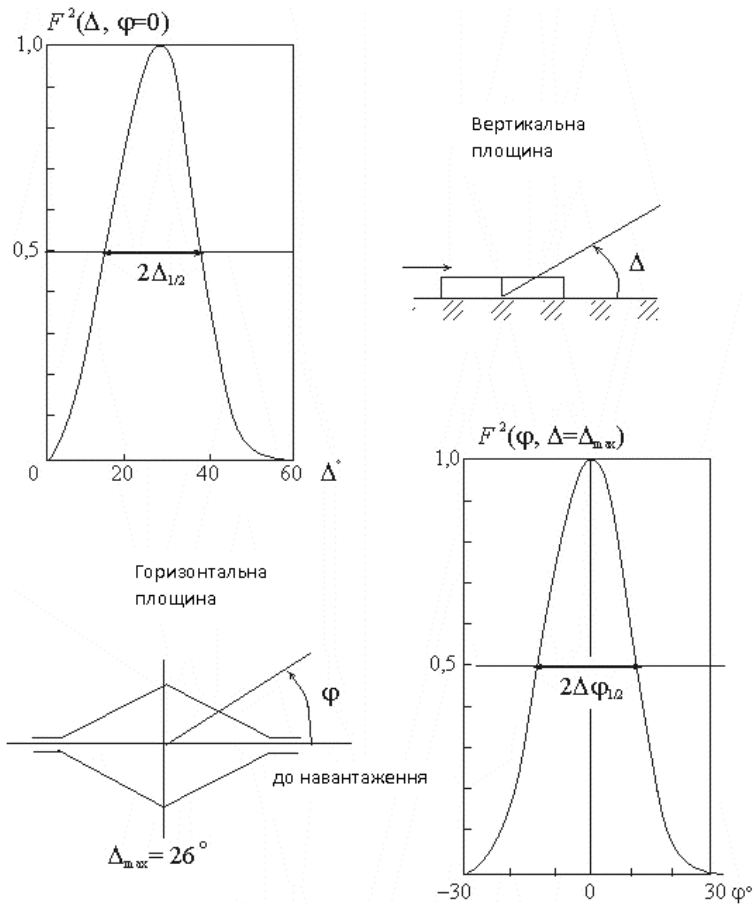 F²(Δ, φ=0)
1,0
0,5
2Δ₁/₂
0 20 40 60 Δ°
Вертикальна
площина
Δ
F²(φ, Δ=Δmax)
1,0
0,5
2Δφ₁/₂
−30 0 30 φ°
Горизонтальна
площина
φ
до навантаження
Δmax= 26°